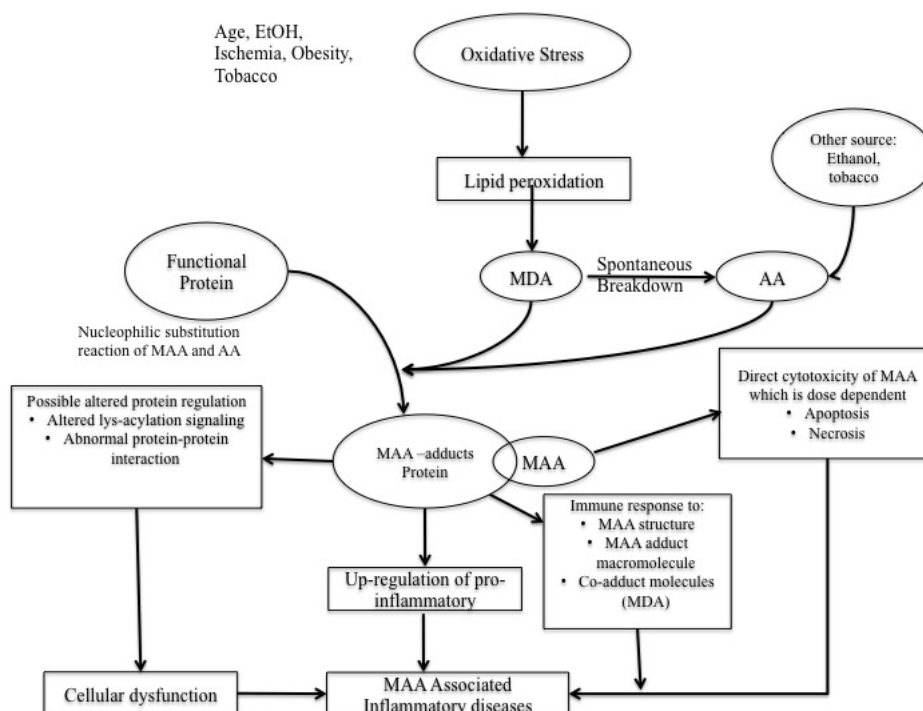 Age, EtOH,
Ischemia, Obesity,
Tobacco
Oxidative Stress
Other source:
Ethanol,
tobacco
Lipid peroxidation
Functional
Protein
MDA
Spontaneous
Breakdown
AA
Nucleophilic substitution
reaction of MAA and AA
Possible altered protein regulation
• Altered lys-acylation signaling
• Abnormal protein-protein
interaction
MAA –adducts
Protein
MAA
Direct cytotoxicity of MAA
which is dose dependent
• Apoptosis
• Necrosis
Immune response to:
• MAA structure
• MAA adduct
macromolecule
• Co-adduct molecules
(MDA)
Up-regulation of pro-
inflammatory
Cellular dysfunction
MAA Associated
Inflammatory diseases